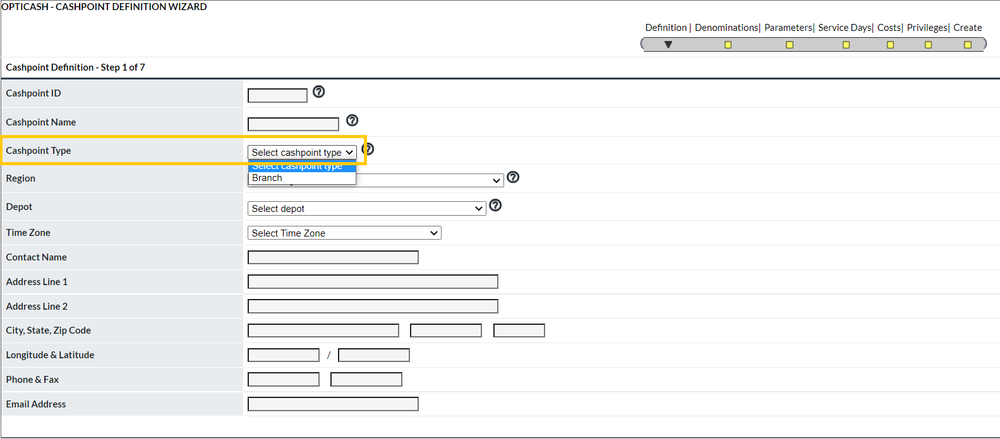 OPTICASH - CASHPOINT DEFINITION WIZARD
Definition | Denominations| Parameters| Service Days| Costs| Privileges| Create
Cashpoint Definition - Step 1 of 7
Cashpoint ID
Cashpoint Name
Cashpoint Type Select cashpoint type
Select cashpoint type
Branch
Region
Depot Select depot
Time Zone Select Time Zone
Contact Name
Address Line 1
Address Line 2
City, State, Zip Code
Longitude & Latitude /
Phone & Fax
Email Address